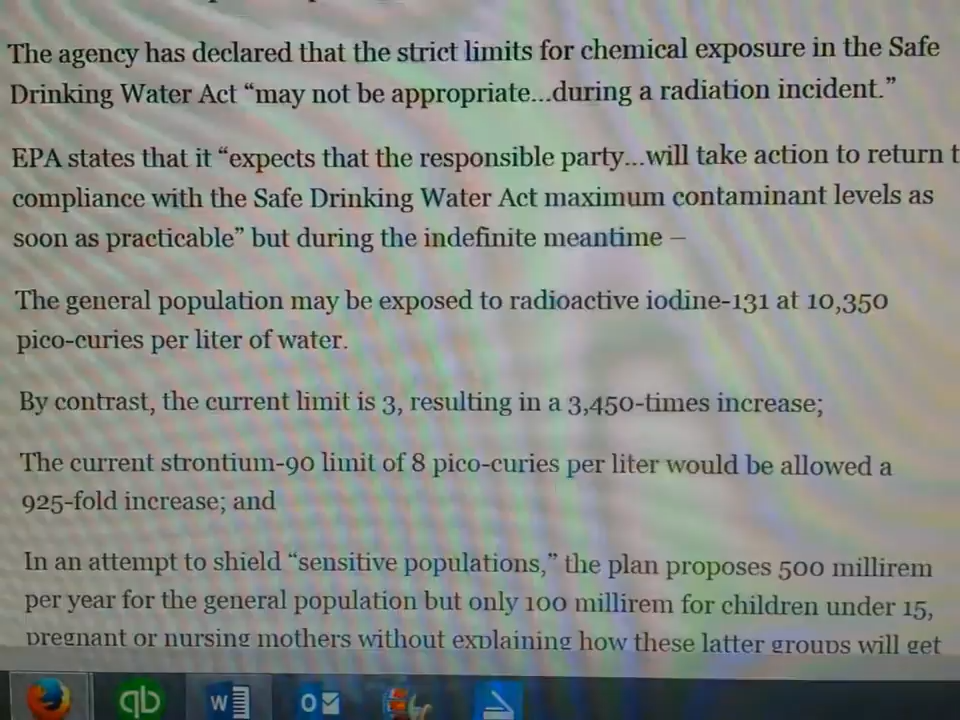 The agency has declared that the strict limits for chemical exposure in the Safe
Drinking Water Act “may not be appropriate...during a radiation incident.”
EPA states that it “expects that the responsible party...will take action to return t
compliance with the Safe Drinking Water Act maximum contaminant levels as
soon as practicable” but during the indefinite meantime –
The general population may be exposed to radioactive iodine-131 at 10,350
pico-curies per liter of water.
By contrast, the current limit is 3, resulting in a 3,450-times increase;
The current strontium-90 limit of 8 pico-curies per liter would be allowed a
925-fold increase; and
In an attempt to shield “sensitive populations,” the plan proposes 500 millirem
per year for the general population but only 100 millirem for children under 15,
pregnant or nursing mothers without explaining how these latter groups will get
qb W O